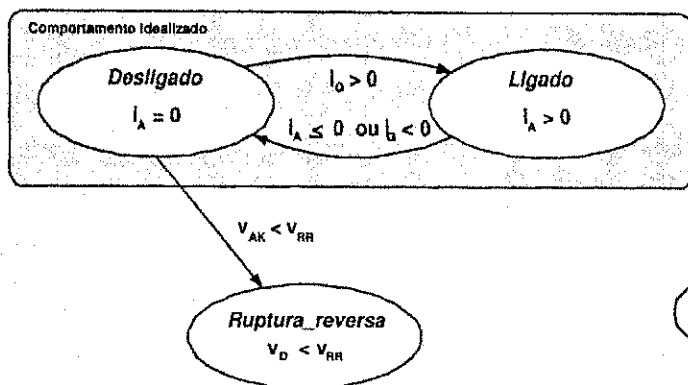 Comportamento Idealizado
Desligado
i_A = 0
i_G > 0
i_A ≤ 0 ou i_G < 0
Ligado
i_A > 0
v_AK < v_RR
Ruptura_reversa
v_D < v_RR